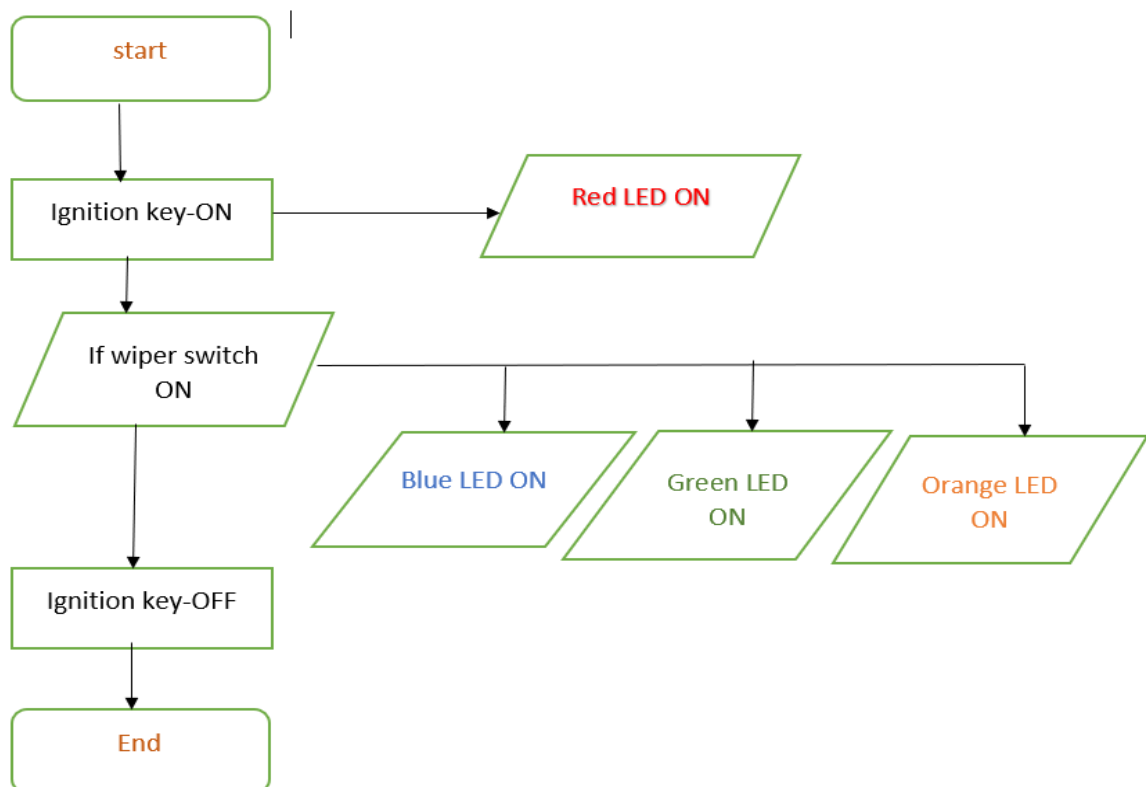 start
Ignition key-ON
Red LED ON
If wiper switch
ON
Blue LED ON
Green LED
ON
Orange LED
ON
Ignition key-OFF
End